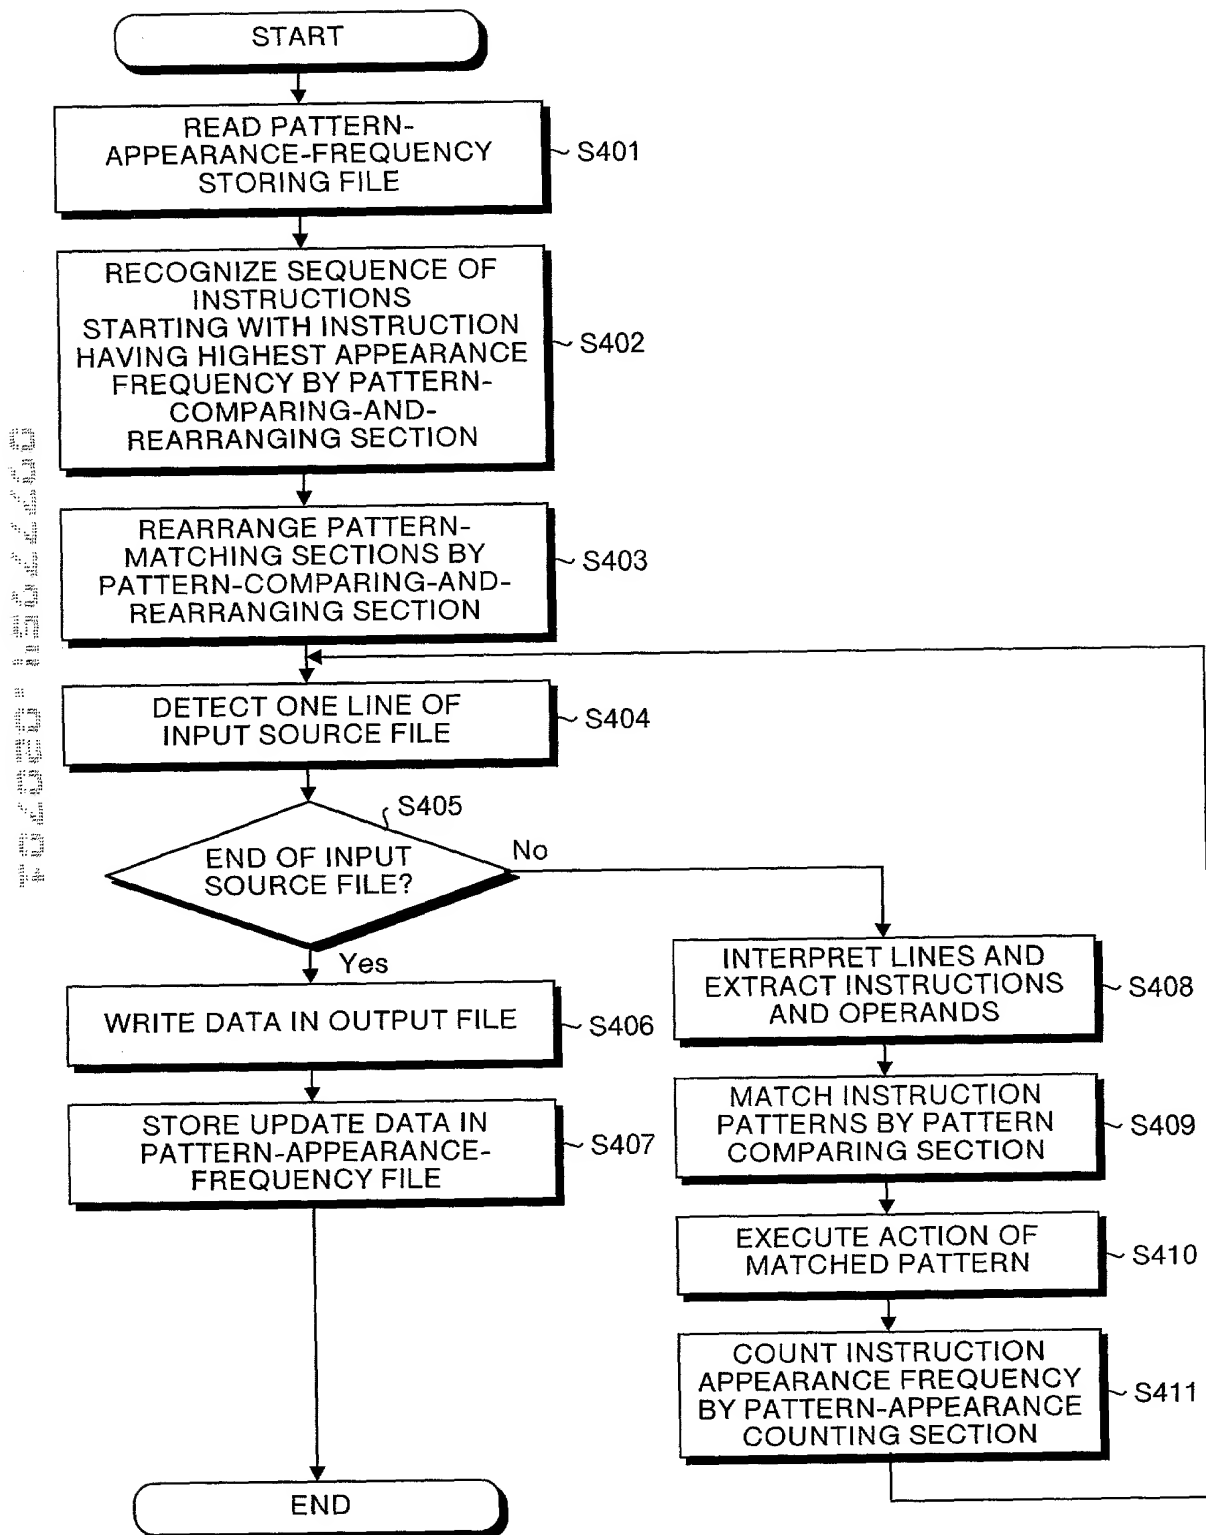 START
READ PATTERN-
APPEARANCE-FREQUENCY
STORING FILE
S401
RECOGNIZE SEQUENCE OF
INSTRUCTIONS
STARTING WITH INSTRUCTION
HAVING HIGHEST APPEARANCE
FREQUENCY BY PATTERN-
COMPARING-AND-
REARRANGING SECTION
S402
REARRANGE PATTERN-
MATCHING SECTIONS BY
PATTERN-COMPARING-AND-
REARRANGING SECTION
S403
DETECT ONE LINE OF
INPUT SOURCE FILE
S404
S405
END OF INPUT
SOURCE FILE?
No
Yes
WRITE DATA IN OUTPUT FILE
S406
STORE UPDATE DATA IN
PATTERN-APPEARANCE-
FREQUENCY FILE
S407
INTERPRET LINES AND
EXTRACT INSTRUCTIONS
AND OPERANDS
S408
MATCH INSTRUCTION
PATTERNS BY PATTERN
COMPARING SECTION
S409
EXECUTE ACTION OF
MATCHED PATTERN
S410
COUNT INSTRUCTION
APPEARANCE FREQUENCY
BY PATTERN-APPEARANCE
COUNTING SECTION
S411
END